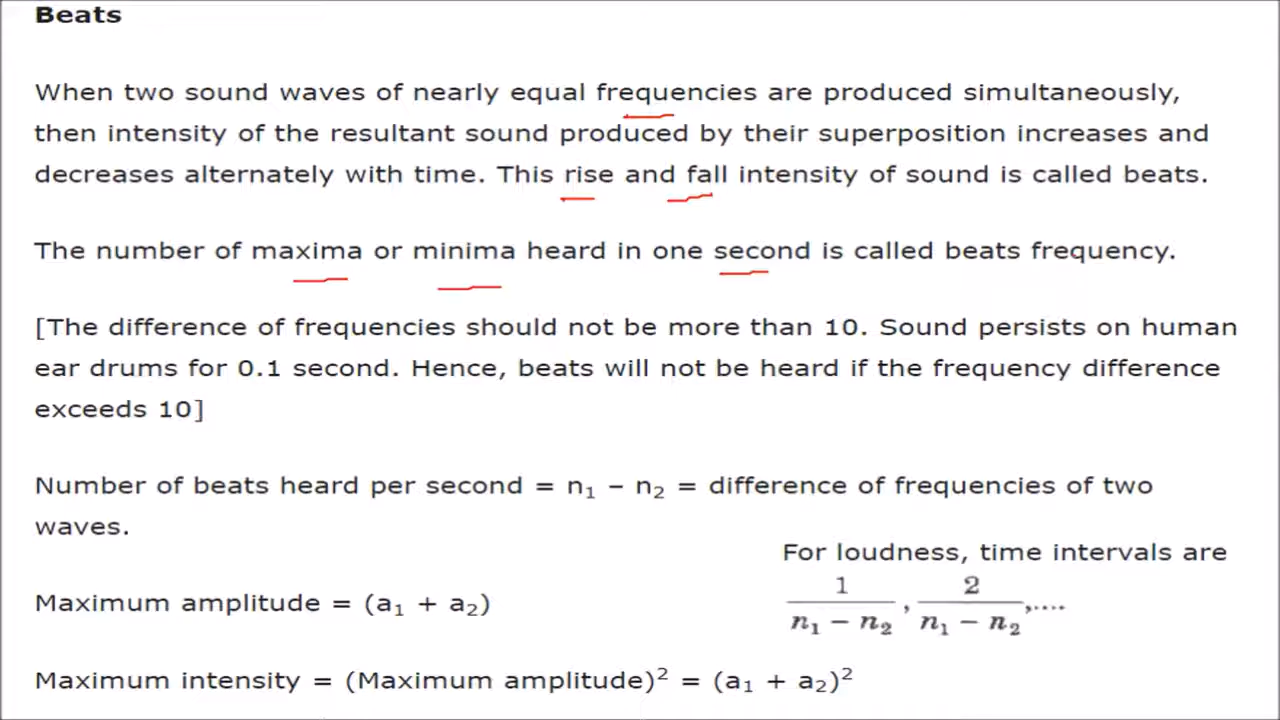 Beats
When two sound waves of nearly equal frequencies are produced simultaneously,
then intensity of the resultant sound produced by their superposition increases and
decreases alternately with time. This rise and fall intensity of sound is called beats.
The number of maxima or minima heard in one second is called beats frequency.
[The difference of frequencies should not be more than 10. Sound persists on human
ear drums for 0.1 second. Hence, beats will not be heard if the frequency difference
exceeds 10]
Number of beats heard per second = n₁ – n₂ = difference of frequencies of two
waves.
For loudness, time intervals are
1/(n₁ – n₂), 2/(n₁ – n₂),....
Maximum amplitude = (a₁ + a₂)
Maximum intensity = (Maximum amplitude)² = (a₁ + a₂)²